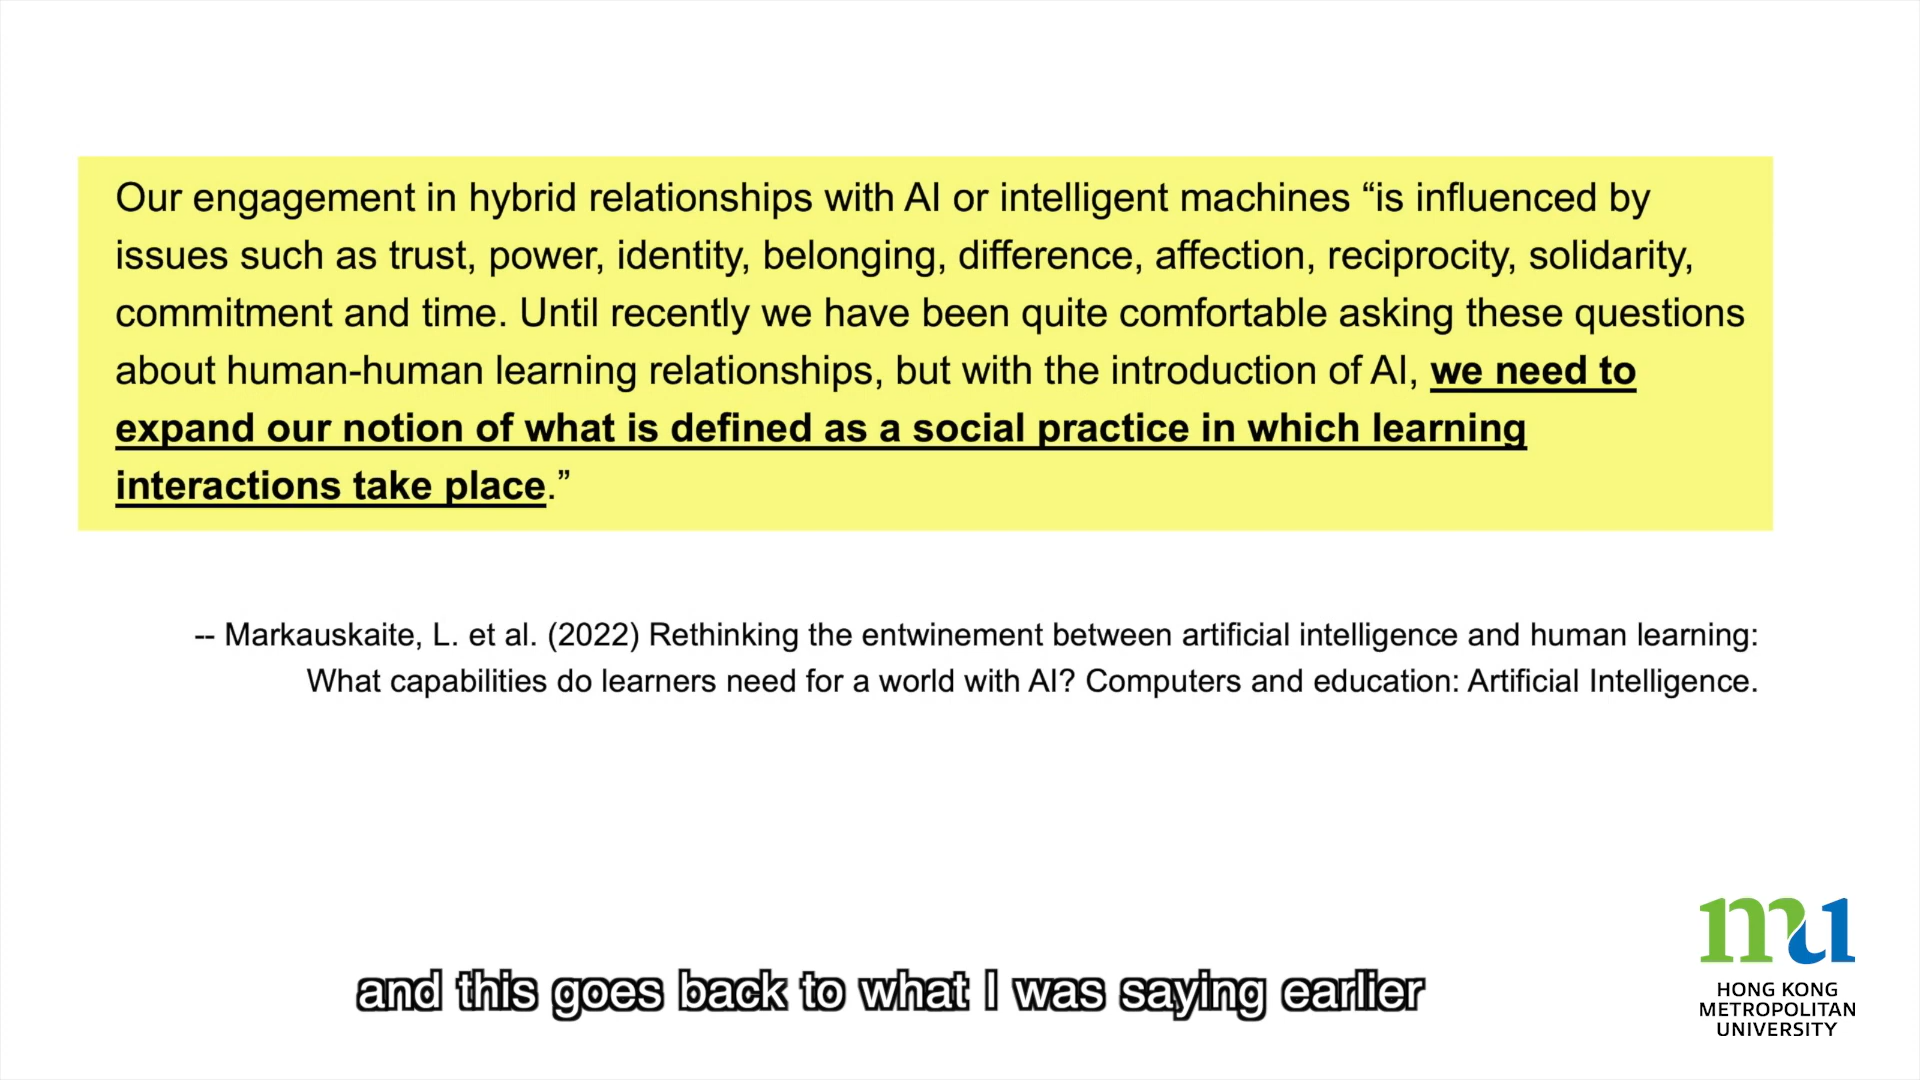 Our engagement in hybrid relationships with AI or intelligent machines “is influenced by
issues such as trust, power, identity, belonging, difference, affection, reciprocity, solidarity,
commitment and time. Until recently we have been quite comfortable asking these questions
about human-human learning relationships, but with the introduction of AI, we need to
expand our notion of what is defined as a social practice in which learning
interactions take place.”
-- Markauskaite, L. et al. (2022) Rethinking the entwinement between artificial intelligence and human learning:
What capabilities do learners need for a world with AI? Computers and education: Artificial Intelligence.
and this goes back to what I was saying earlier
mu
HONG KONG
METROPOLITAN
UNIVERSITY